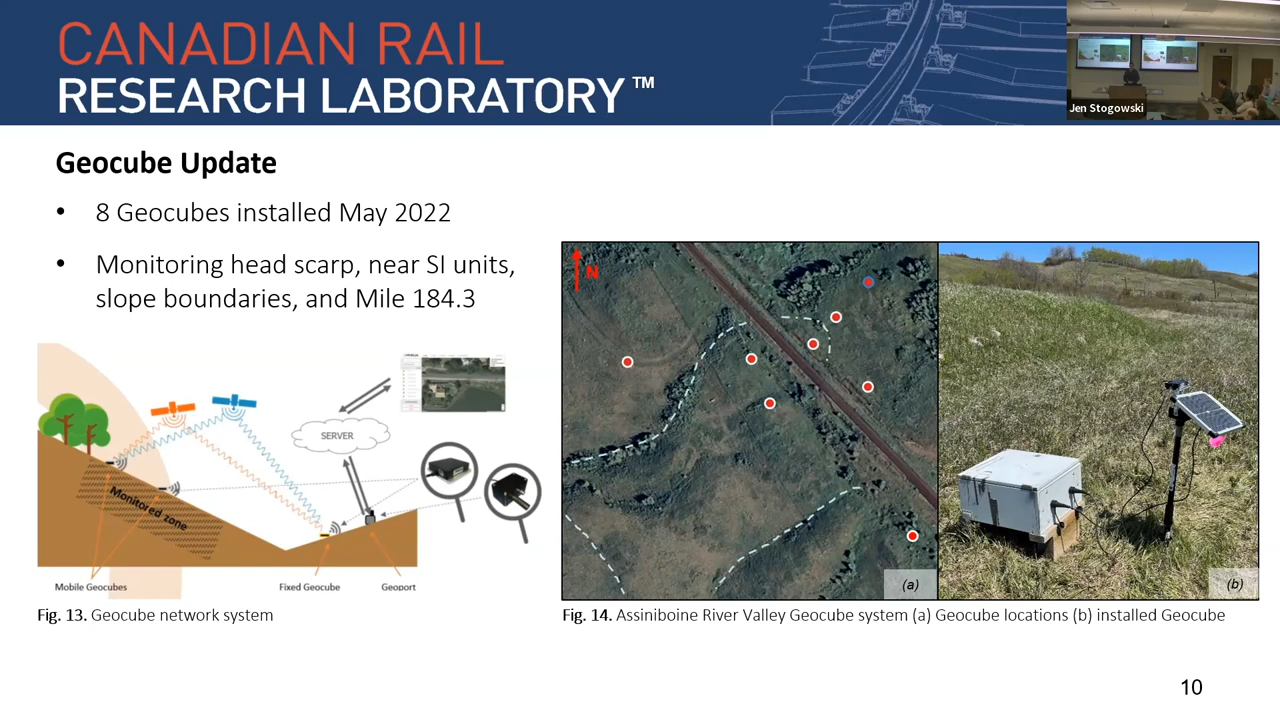 CANADIAN RAIL
RESEARCH LABORATORY™
Jen Stogowski
Geocube Update
• 8 Geocubes installed May 2022
• Monitoring head scarp, near SI units,
slope boundaries, and Mile 184.3
SERVER
Monitored zone
Mobile Geocubes
Fixed Geocube
Geoport
Fig. 13. Geocube network system
N
(a)
(b)
Fig. 14. Assiniboine River Valley Geocube system (a) Geocube locations (b) installed Geocube
10